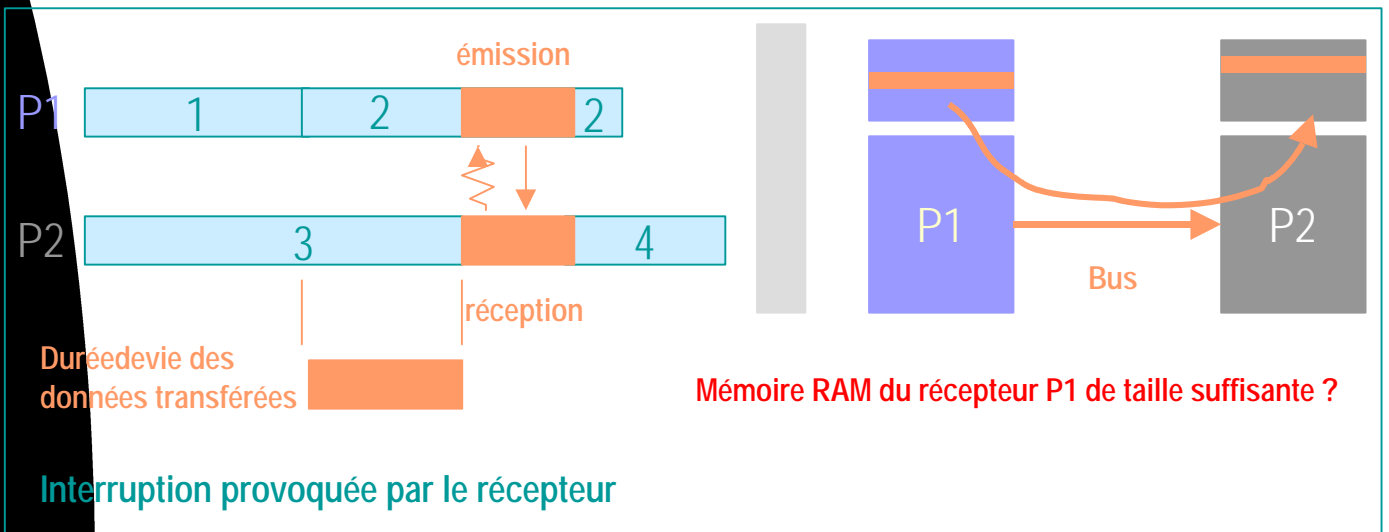 émission
P1
1
2
2
P2
3
4
réception
Duréedevie des
données transférées
Interruption provoquée par le récepteur
P1
P2
Bus
Mémoire RAM du récepteur P1 de taille suffisante ?